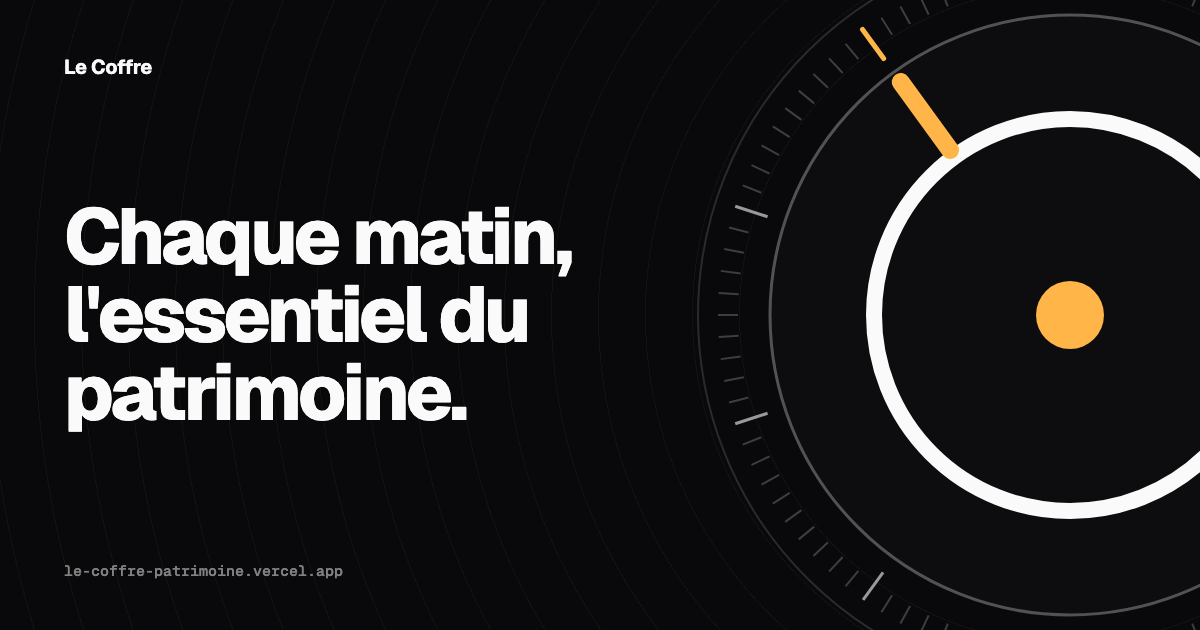 Le Coffre
Chaque matin,
l'essentiel du
patrimoine.
le-coffre-patrimoine.vercel.app